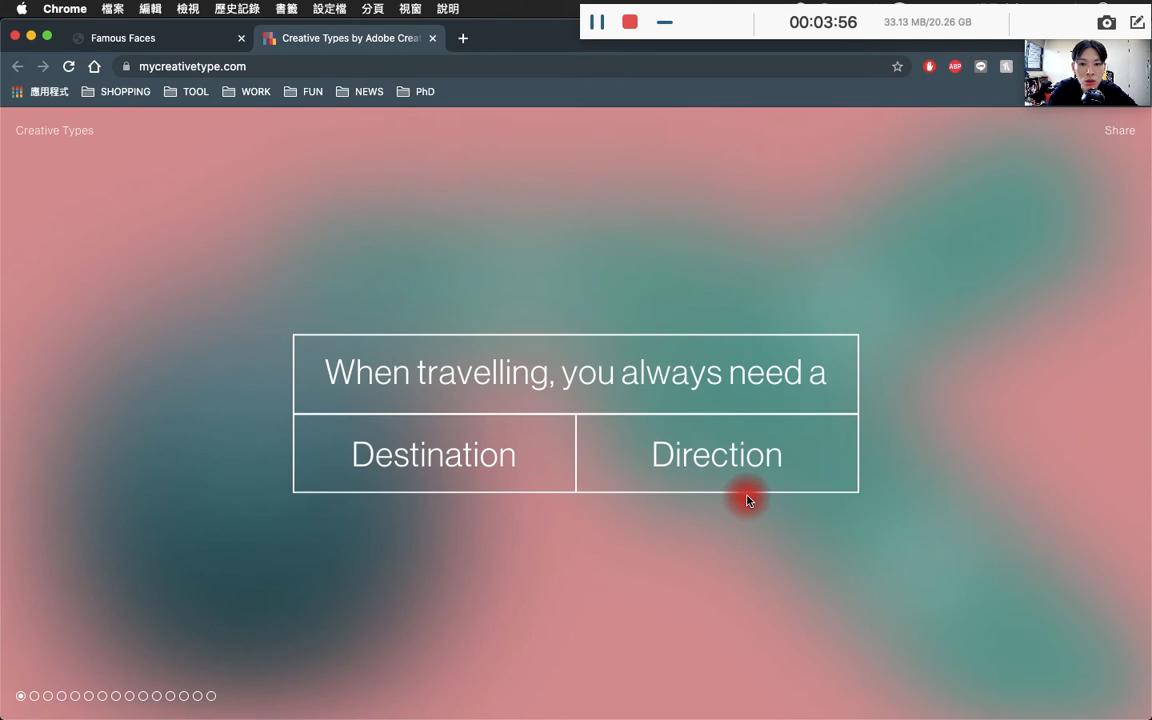 Chrome 檔案 編輯 檢視 歷史記錄 書籤 設定檔 分頁 視窗 說明
00:03:56 33.13 MB/20.26 GB
Famous Faces
Creative Types by Adobe Crea
mycreativetype.com
ABP
應用程式 SHOPPING TOOL WORK FUN NEWS PhD
Creative Types
Share
When travelling, you always need a
Destination
Direction